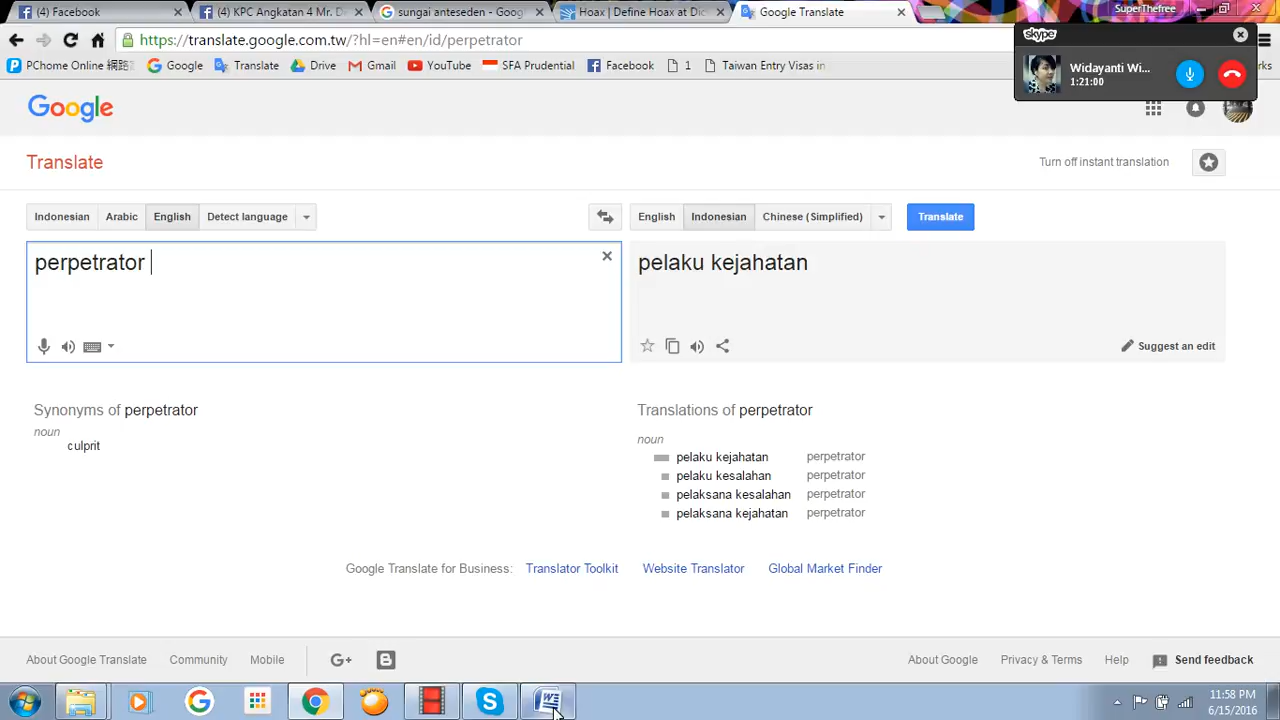 (4) Facebook
(4) KPC Angkatan 4 Mr. D
sungai amstersen - Goog
Hoax | Define Hoax at Dic
Google Translate
SuperThefree
https://translate.google.com.tw/?hl=en#en/id/perpetrator
PChome Online 網路
Google
Translate
Drive
Gmail
YouTube
SFA Prudential
Facebook
1
Taiwan Entry Visas in
skype
Widayanti Wi...
1:21:00
Google
Translate
Turn off instant translation
Indonesian
Arabic
English
Detect language
English
Indonesian
Chinese (Simplified)
Translate
perpetrator
pelaku kejahatan
Suggest an edit
Synonyms of perpetrator
noun
culprit
Translations of perpetrator
noun
pelaku kejahatan perpetrator
pelaku kesalahan perpetrator
pelaksana kesalahan perpetrator
pelaksana kejahatan perpetrator
Google Translate for Business: Translator Toolkit Website Translator Global Market Finder
About Google Translate Community Mobile G+ About Google Privacy & Terms Help Send feedback
11:58 PM
6/15/2016